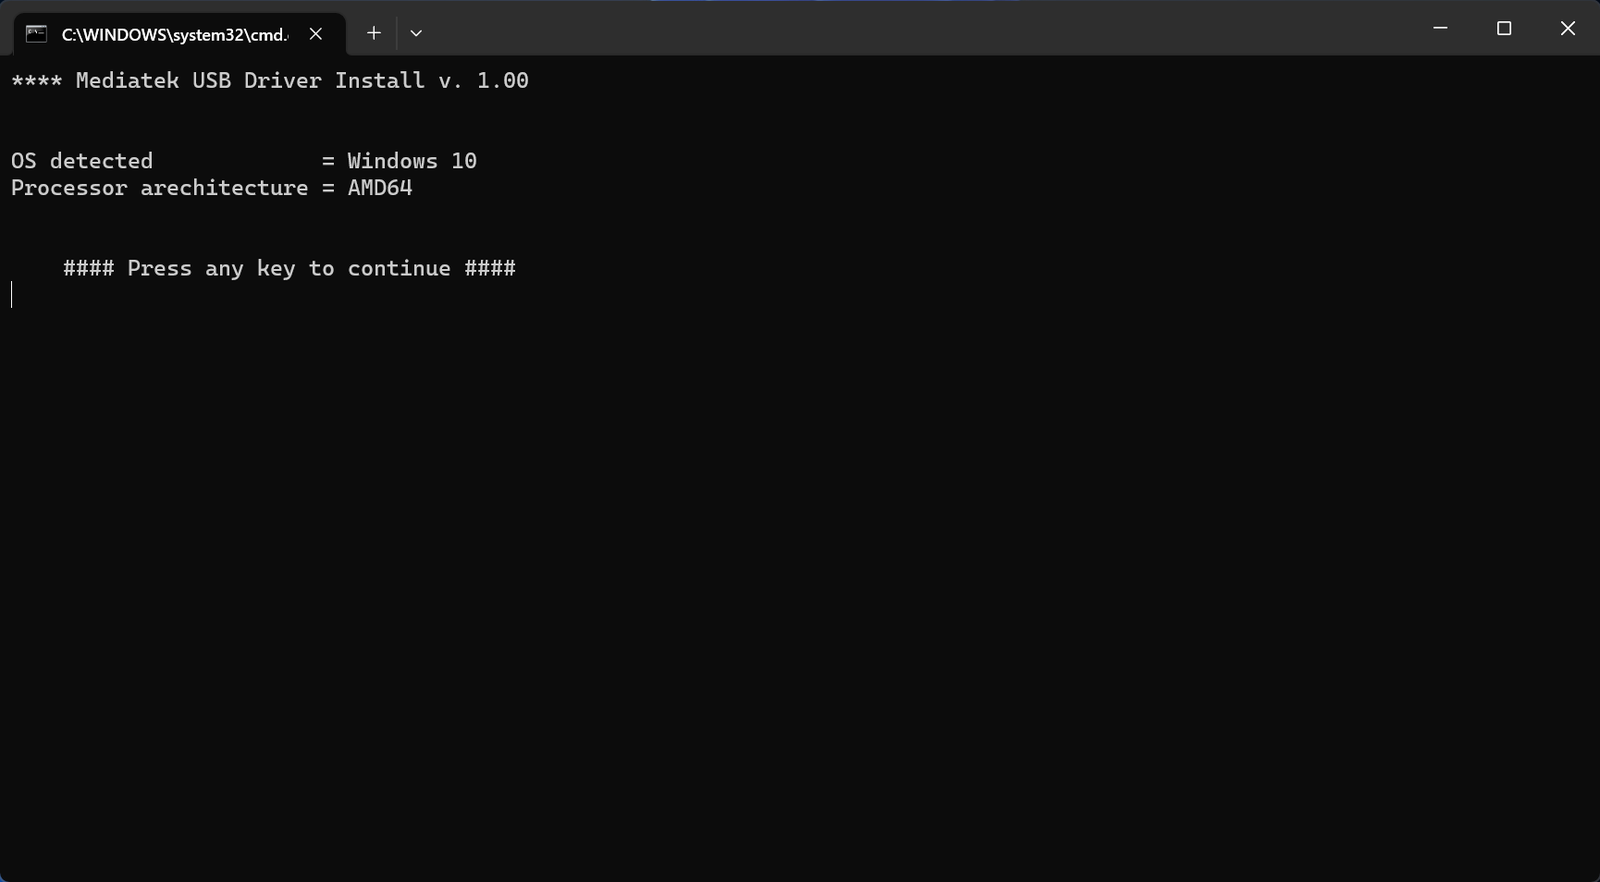 C:\WINDOWS\system32\cmd.
**** Mediatek USB Driver Install v. 1.00
OS detected             = Windows 10
Processor arechitecture = AMD64
#### Press any key to continue ####